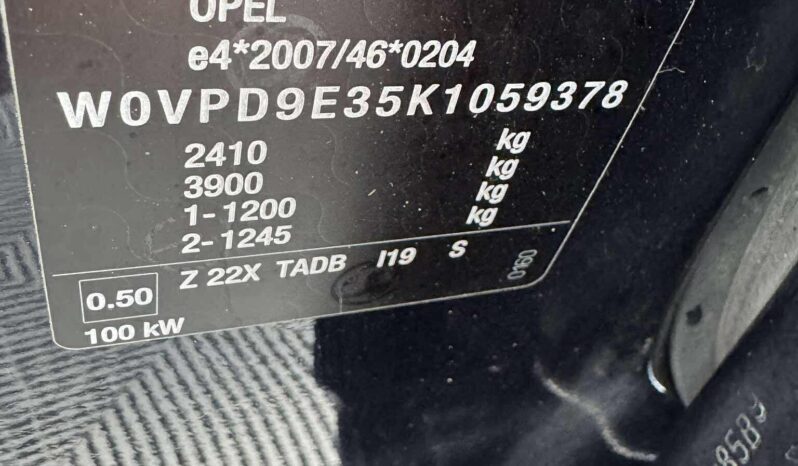 OPEL
e4*2007/46*0204
W0VPD9E35K1059378
2410 kg
3900 kg
1-1200 kg
2-1245 kg
0.50 Z 22X TADB I19 S 0160
100 kW